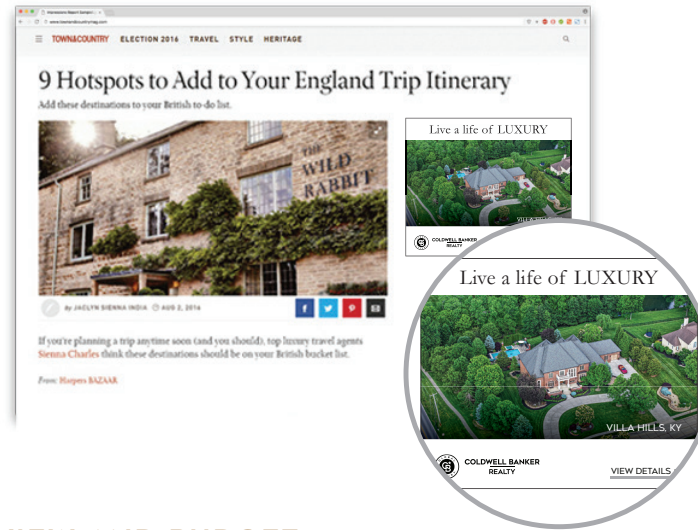 www.townandcountrymag.com
TOWN&COUNTRY ELECTION 2016 TRAVEL STYLE HERITAGE
9 Hotspots to Add to Your England Trip Itinerary
Add these destinations to your British to-do list.
THE
WILD
RABBIT
By JACLYN SIENNA INDIA AUG 2, 2016
If you're planning a trip anytime soon (and you should), top luxury travel agents
Sienna Charles think these destinations should be on your British bucket list.
From: Harpers BAZAAR
Live a life of LUXURY
COLDWELL BANKER
REALTY
Live a life of LUXURY
VILLA HILLS, KY
COLDWELL BANKER
REALTY
VIEW DETAILS